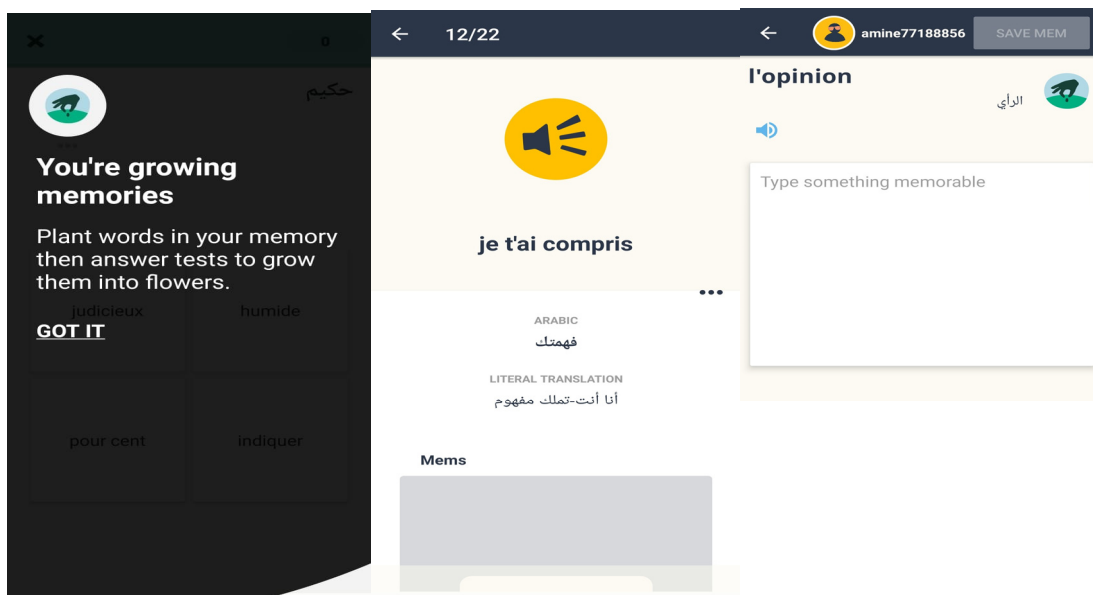 0
حكيم
You're growing
memories
Plant words in your memory
then answer tests to grow
them into flowers.
judicieux
humide
GOT IT
pour cent
indiquer
12/22
je t'ai compris
ARABIC
فهمتك
LITERAL TRANSLATION
أنا أنت-تملك مفهوم
Mems
amine77188856
SAVE MEM
l'opinion
الرأي
Type something memorable